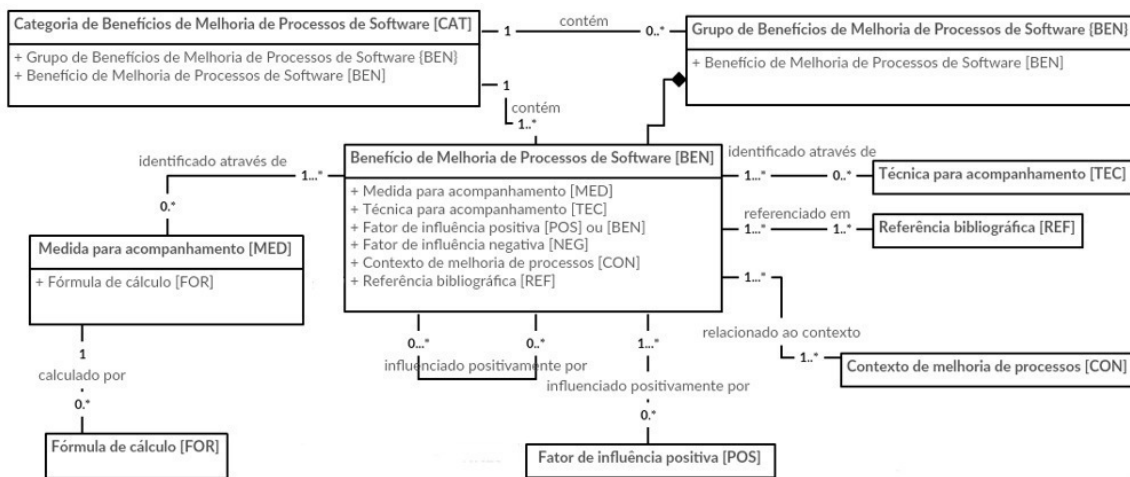 Categoria de Benefícios de Melhoria de Processos de Software [CAT]
+ Grupo de Benefícios de Melhoria de Processos de Software {BEN}
+ Benefício de Melhoria de Processos de Software [BEN]
1
contém
0..*
Grupo de Benefícios de Melhoria de Processos de Software {BEN}
+ Benefício de Melhoria de Processos de Software [BEN]
1
contém
1..*
Benefício de Melhoria de Processos de Software [BEN]
+ Medida para acompanhamento [MED]
+ Técnica para acompanhamento [TEC]
+ Fator de influência positiva [POS] ou [BEN]
+ Fator de influência negativa [NEG]
+ Contexto de melhoria de processos [CON]
+ Referência bibliográfica [REF]
identificado através de
1...*
0.*
Medida para acompanhamento [MED]
+ Fórmula de cálculo [FOR]
1
calculado por
0.*
Fórmula de cálculo [FOR]
identificado através de
1...*
0..*
Técnica para acompanhamento [TEC]
referenciado em
1...*
1..*
Referência bibliográfica [REF]
1...*
relacionado ao contexto
1..*
Contexto de melhoria de processos [CON]
0...*
0..*
influenciado positivamente por
1...*
influenciado positivamente por
0.*
Fator de influência positiva [POS]